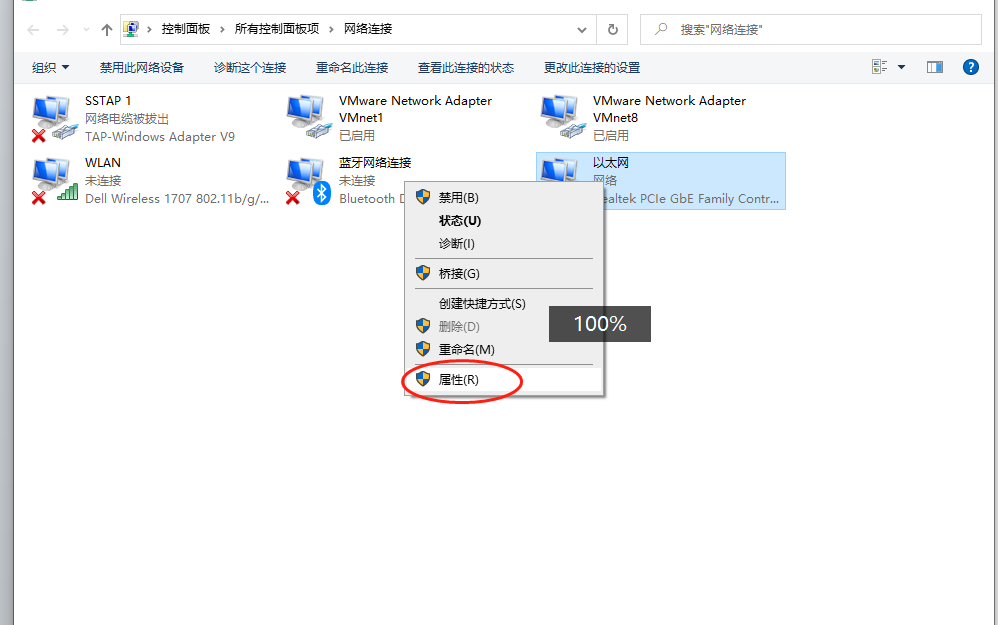 控制面板 › 所有控制面板项 › 网络连接
搜索"网络连接"
组织
禁用此网络设备
诊断这个连接
重命名此连接
查看此连接的状态
更改此连接的设置
SSTAP 1
网络电缆被拔出
TAP-Windows Adapter V9
VMware Network Adapter
VMnet1
已启用
VMware Network Adapter
VMnet8
已启用
WLAN
未连接
Dell Wireless 1707 802.11b/g/...
蓝牙网络连接
未连接
Bluetooth
以太网
网络
ealtek PCIe GbE Family Contr...
禁用(B)
状态(U)
诊断(I)
桥接(G)
创建快捷方式(S)
删除(D)
重命名(M)
属性(R)
100%